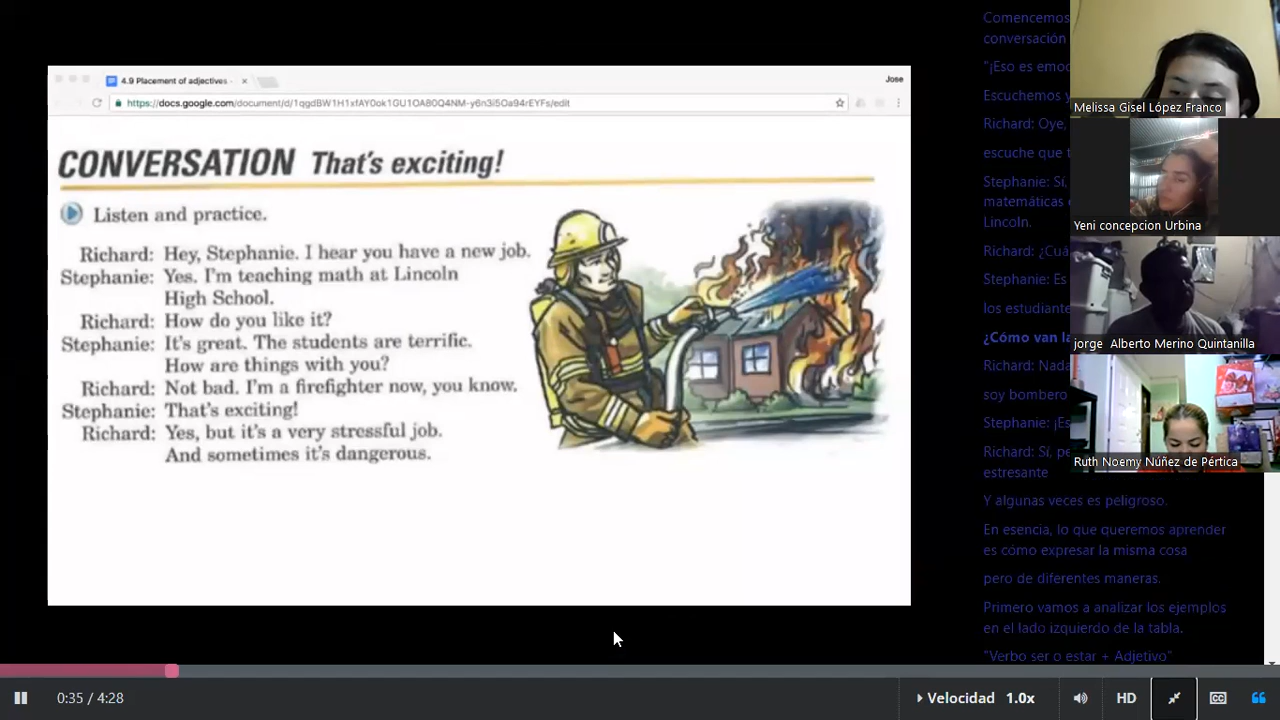 4.9 Placement of adjectives -
Jose
https://docs.google.com/document/d/1qgdBW1H1xfAY0ok1GU1OA80Q4NM-y6n3i5Oa94rEYFs/edit
CONVERSATION That's exciting!
Listen and practice.
Richard: Hey, Stephanie. I hear you have a new job.
Stephanie: Yes. I'm teaching math at Lincoln
High School.
Richard: How do you like it?
Stephanie: It's great. The students are terrific.
How are things with you?
Richard: Not bad. I'm a firefighter now, you know.
Stephanie: That's exciting!
Richard: Yes, but it's a very stressful job.
And sometimes it's dangerous.
Comencemos
conversación
"¡Eso es
Escuchemos
Richard: Oye,
escuche que
Stephanie: Sí,
matemáticas
Lincoln.
Richard:
Stephanie: Es
los
¿Cómo van
Richard:
soy bombero
Stephanie:
Richard: Sí,
estresante
Y algunas veces es peligroso.
En esencia, lo que queremos aprender
es cómo expresar la misma cosa
pero de diferentes maneras.
Primero vamos a analizar los ejemplos
en el lado izquierdo de la tabla.
"Verbo ser o estar + Adjetivo"
Melissa Gisel López Franco
Yeni concepcion Urbina
jorge Alberto Merino Quintanilla
Ruth Noemy Núñez de Pértica
0:35 / 4:28
Velocidad 1.0x
HD
CC